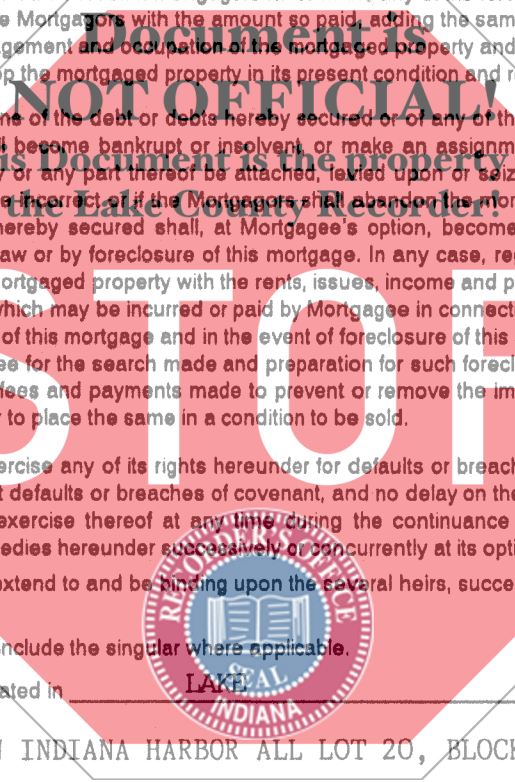 e Mortgagors with the amount so paid, adding the sam
Document is
gement and occupation of the mortgaged property and
p the mortgaged property in its present condition and r
NOT OFFICIAL!
ms of the debt or debts hereby secured or of any of th
ll become bankrupt or insolvent, or make an assignm
is Document is the property
y or any part thereof be attached, levied upon or seiz
e incorrect or if the Mortgagors shall abandon the mor
the Lake County Recorder!
hereby secured shall, at Mortgagee's option, become
aw or by foreclosure of this mortgage. In any case, re
ortgaged property with the rents, issues, income and p
STOP
which may be incurred or paid by Mortgagee in connecti
of this mortgage and in the event of foreclosure of this
ee for the search made and preparation for such forecl
fees and payments made to prevent or remove the im
r to place the same in a condition to be sold.
ercise any of its rights hereunder for defaults or breach
t defaults or breaches of covenant, and no delay on the
exercise thereof at any time during the continuance
edies hereunder successively or concurrently at its opti
extend to and be binding upon the several heirs, succe
RECORDER'S OFFICE
SEAL
INDIANA
nclude the singular where applicable.
ated in LAKE
N INDIANA HARBOR ALL LOT 20, BLOCK